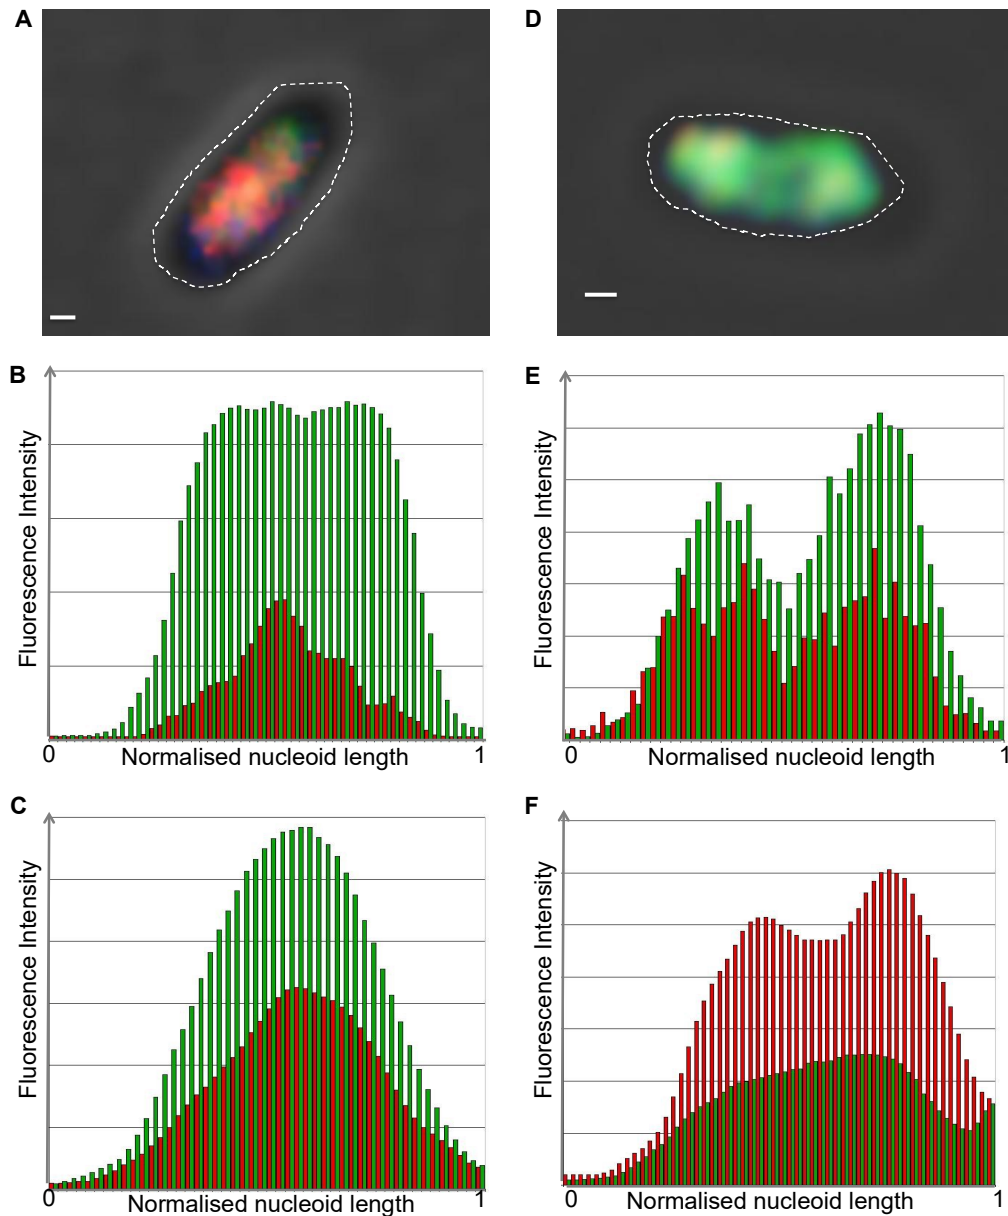 A
D
B
Fluorescence Intensity
0
Normalised nucleoid length
1
E
Fluorescence Intensity
0
Normalised nucleoid length
1
C
Fluorescence Intensity
0
Normalised nucleoid length
1
F
Fluorescence Intensity
0
Normalised nucleoid length
1